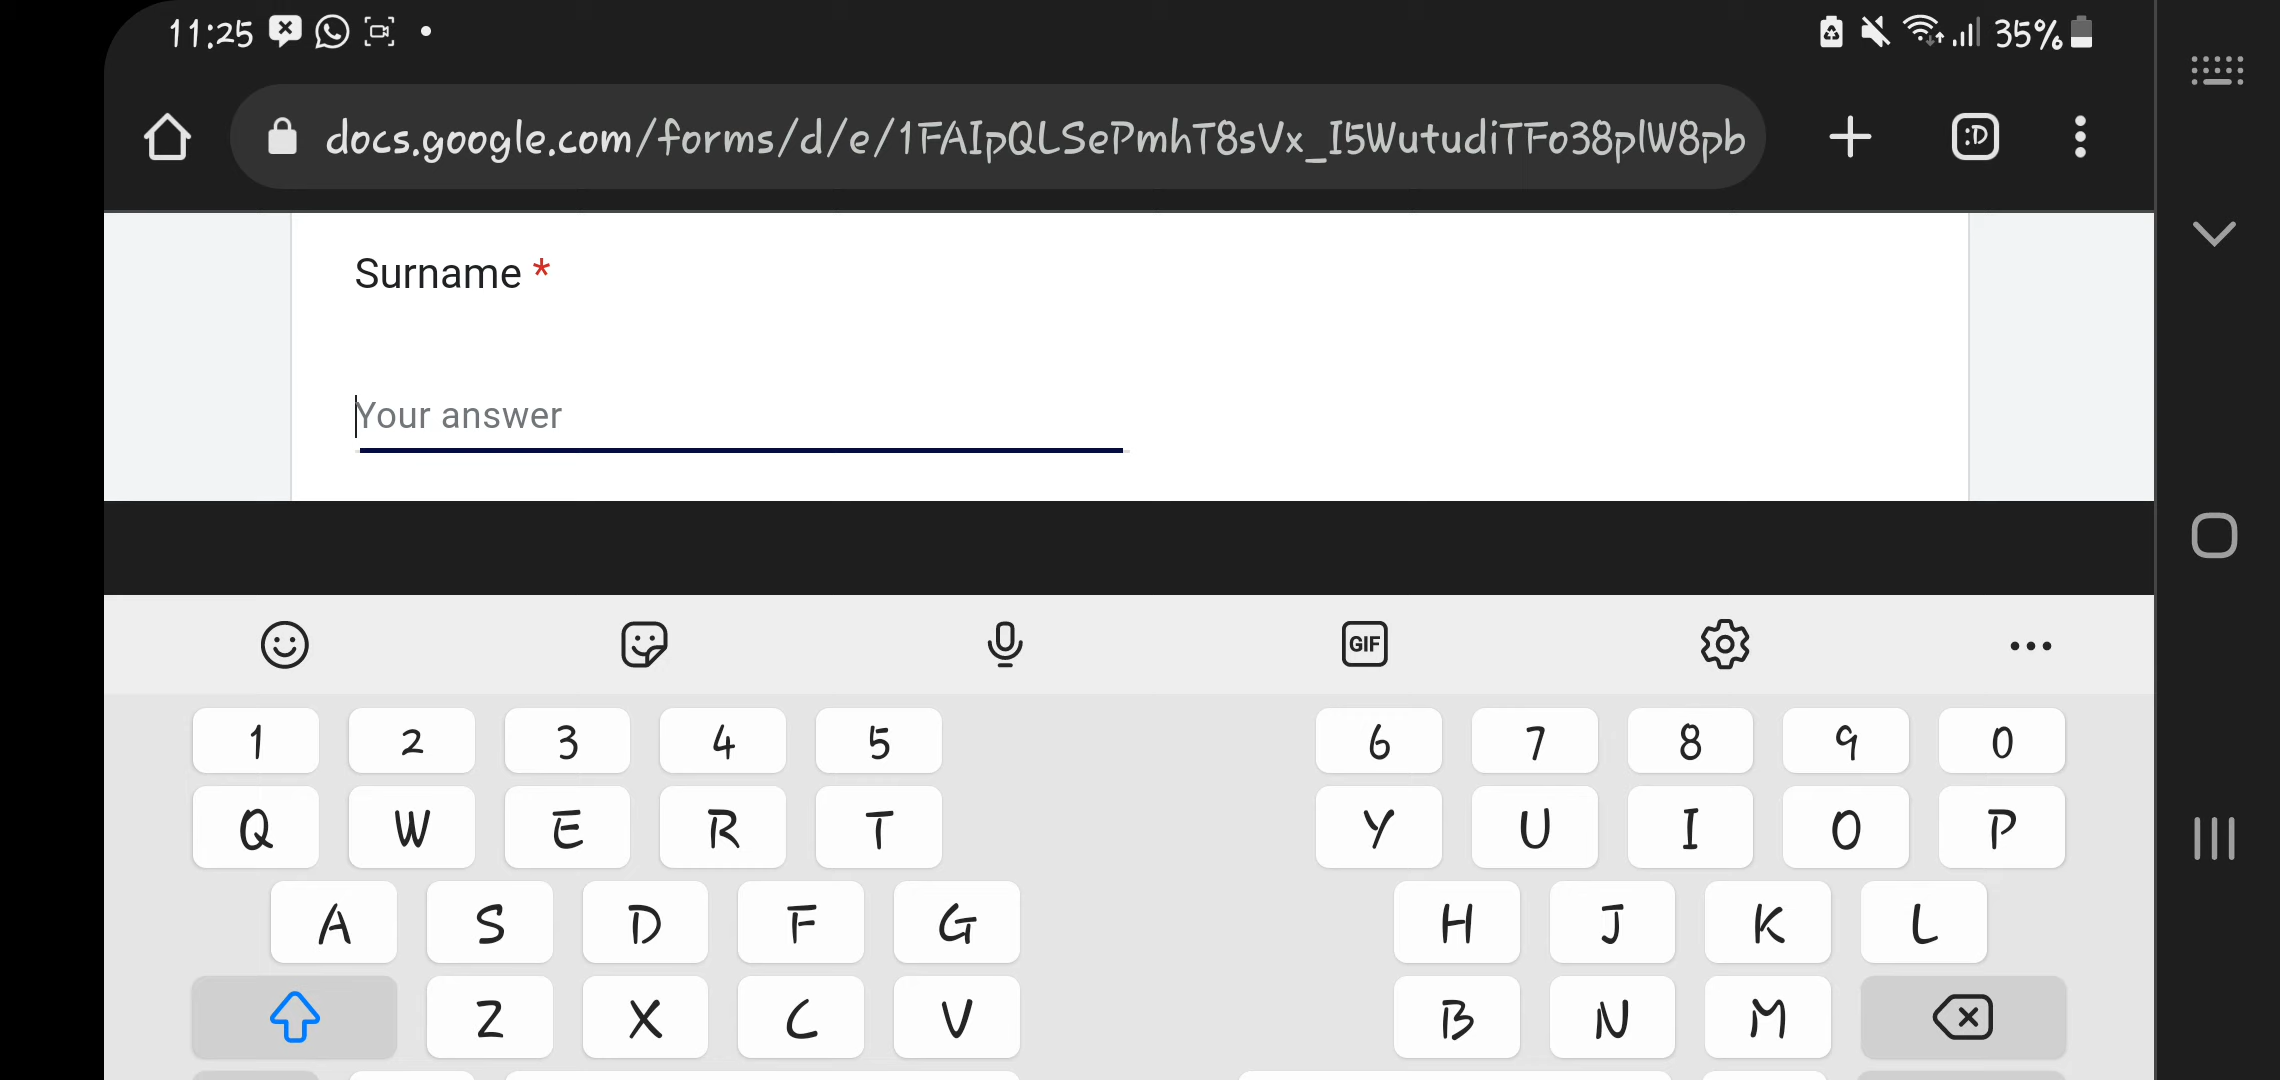 11:25
35%
docs.google.com/forms/d/e/1FAIpQLSePmhT8sVx_I5WutudiTFo38plW8pb
:D
Surname *
Your answer
GIF
1 2 3 4 5 6 7 8 9 0
Q W E R T Y U I O P
A S D F G H J K L
Z X C V B N M